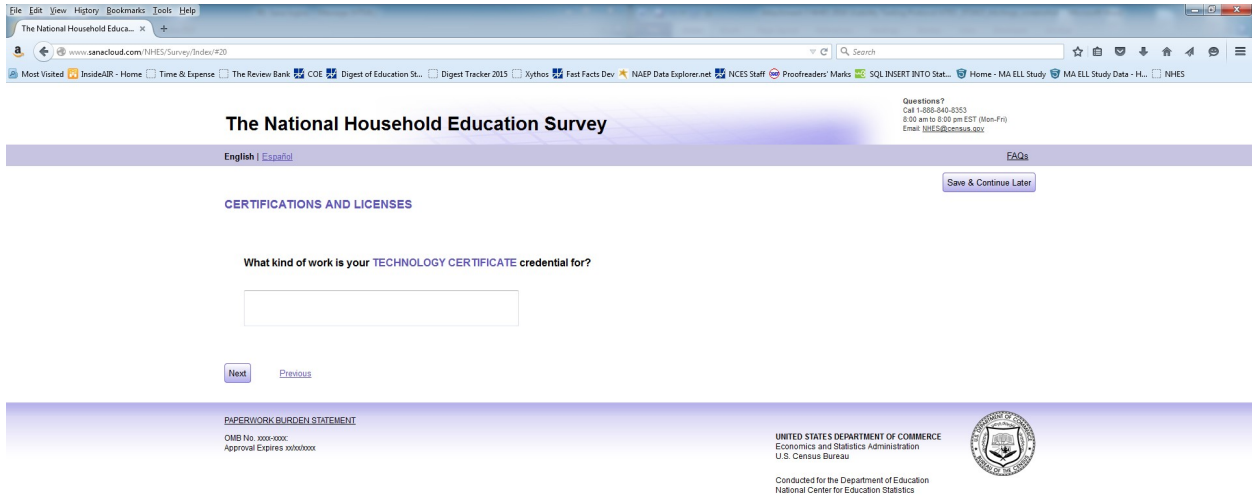 File Edit View History Bookmarks Tools Help
The National Household Educa... × +
www.sanacloud.com/NHES/Survey/Index/#20 Search
Most Visited InsideAIR - Home Time & Expense The Review Bank COE Digest of Education St... Digest Tracker 2015 Xythos Fast Facts Dev NAEP Data Explorer.net NCES Staff Proofreaders' Marks SQL INSERT INTO Stat... Home - MA ELL Study MA ELL Study Data - H... NHES
Questions?
Call 1-888-840-8353
8:00 am to 8:00 pm EST (Mon-Fri)
Email: NHES@census.gov
The National Household Education Survey
English | Español FAQs
Save & Continue Later
CERTIFICATIONS AND LICENSES
What kind of work is your TECHNOLOGY CERTIFICATE credential for?
Next Previous
PAPERWORK BURDEN STATEMENT
OMB No. xxxx-xxxx:
Approval Expires xx/xx/xxxx
UNITED STATES DEPARTMENT OF COMMERCE
Economics and Statistics Administration
U.S. Census Bureau
Conducted for the Department of Education
National Center for Education Statistics